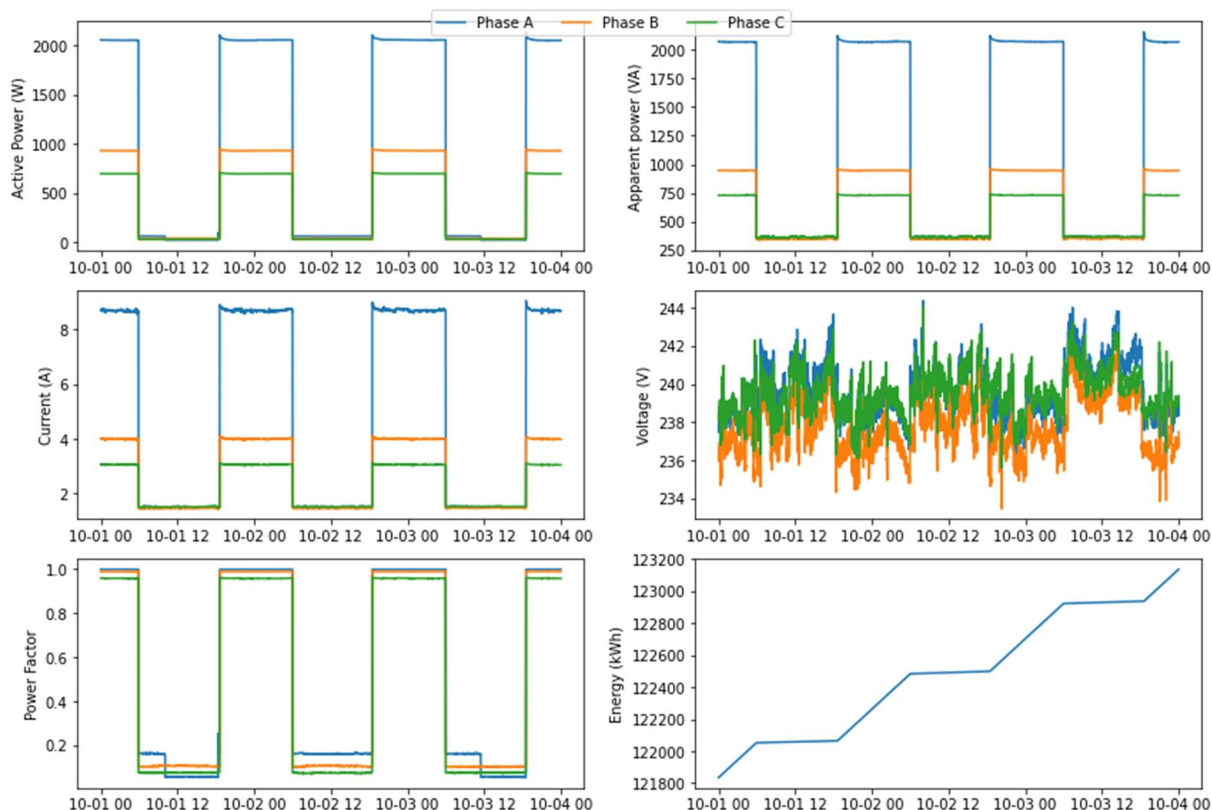 Phase A Phase B Phase C
Active Power (W)
2000
1500
1000
500
0
10-01 00 10-01 12 10-02 00 10-02 12 10-03 00 10-03 12 10-04 00
Apparent power (VA)
2000
1750
1500
1250
1000
750
500
250
10-01 00 10-01 12 10-02 00 10-02 12 10-03 00 10-03 12 10-04 00
Current (A)
8
6
4
2
10-01 00 10-01 12 10-02 00 10-02 12 10-03 00 10-03 12 10-04 00
Voltage (V)
244
242
240
238
236
234
10-01 00 10-01 12 10-02 00 10-02 12 10-03 00 10-03 12 10-04 00
Power Factor
1.0
0.8
0.6
0.4
0.2
10-01 00 10-01 12 10-02 00 10-02 12 10-03 00 10-03 12 10-04 00
Energy (kWh)
123200
123000
122800
122600
122400
122200
122000
121800
10-01 00 10-01 12 10-02 00 10-02 12 10-03 00 10-03 12 10-04 00